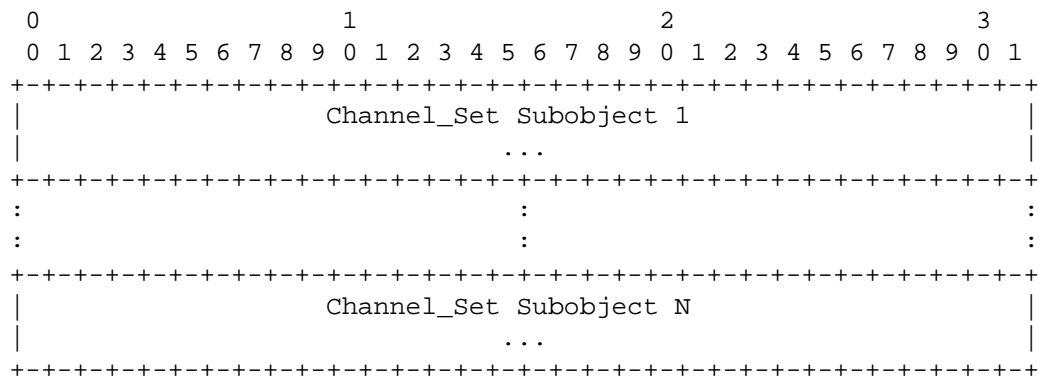 0                   1                   2                   3
 0 1 2 3 4 5 6 7 8 9 0 1 2 3 4 5 6 7 8 9 0 1 2 3 4 5 6 7 8 9 0 1
+-+-+-+-+-+-+-+-+-+-+-+-+-+-+-+-+-+-+-+-+-+-+-+-+-+-+-+-+-+-+-+-+
|                   Channel_Set Subobject 1                     |
|                              ...                              |
+-+-+-+-+-+-+-+-+-+-+-+-+-+-+-+-+-+-+-+-+-+-+-+-+-+-+-+-+-+-+-+-+
:                               :                               :
:                               :                               :
+-+-+-+-+-+-+-+-+-+-+-+-+-+-+-+-+-+-+-+-+-+-+-+-+-+-+-+-+-+-+-+-+
|                   Channel_Set Subobject N                     |
|                              ...                              |
+-+-+-+-+-+-+-+-+-+-+-+-+-+-+-+-+-+-+-+-+-+-+-+-+-+-+-+-+-+-+-+-+